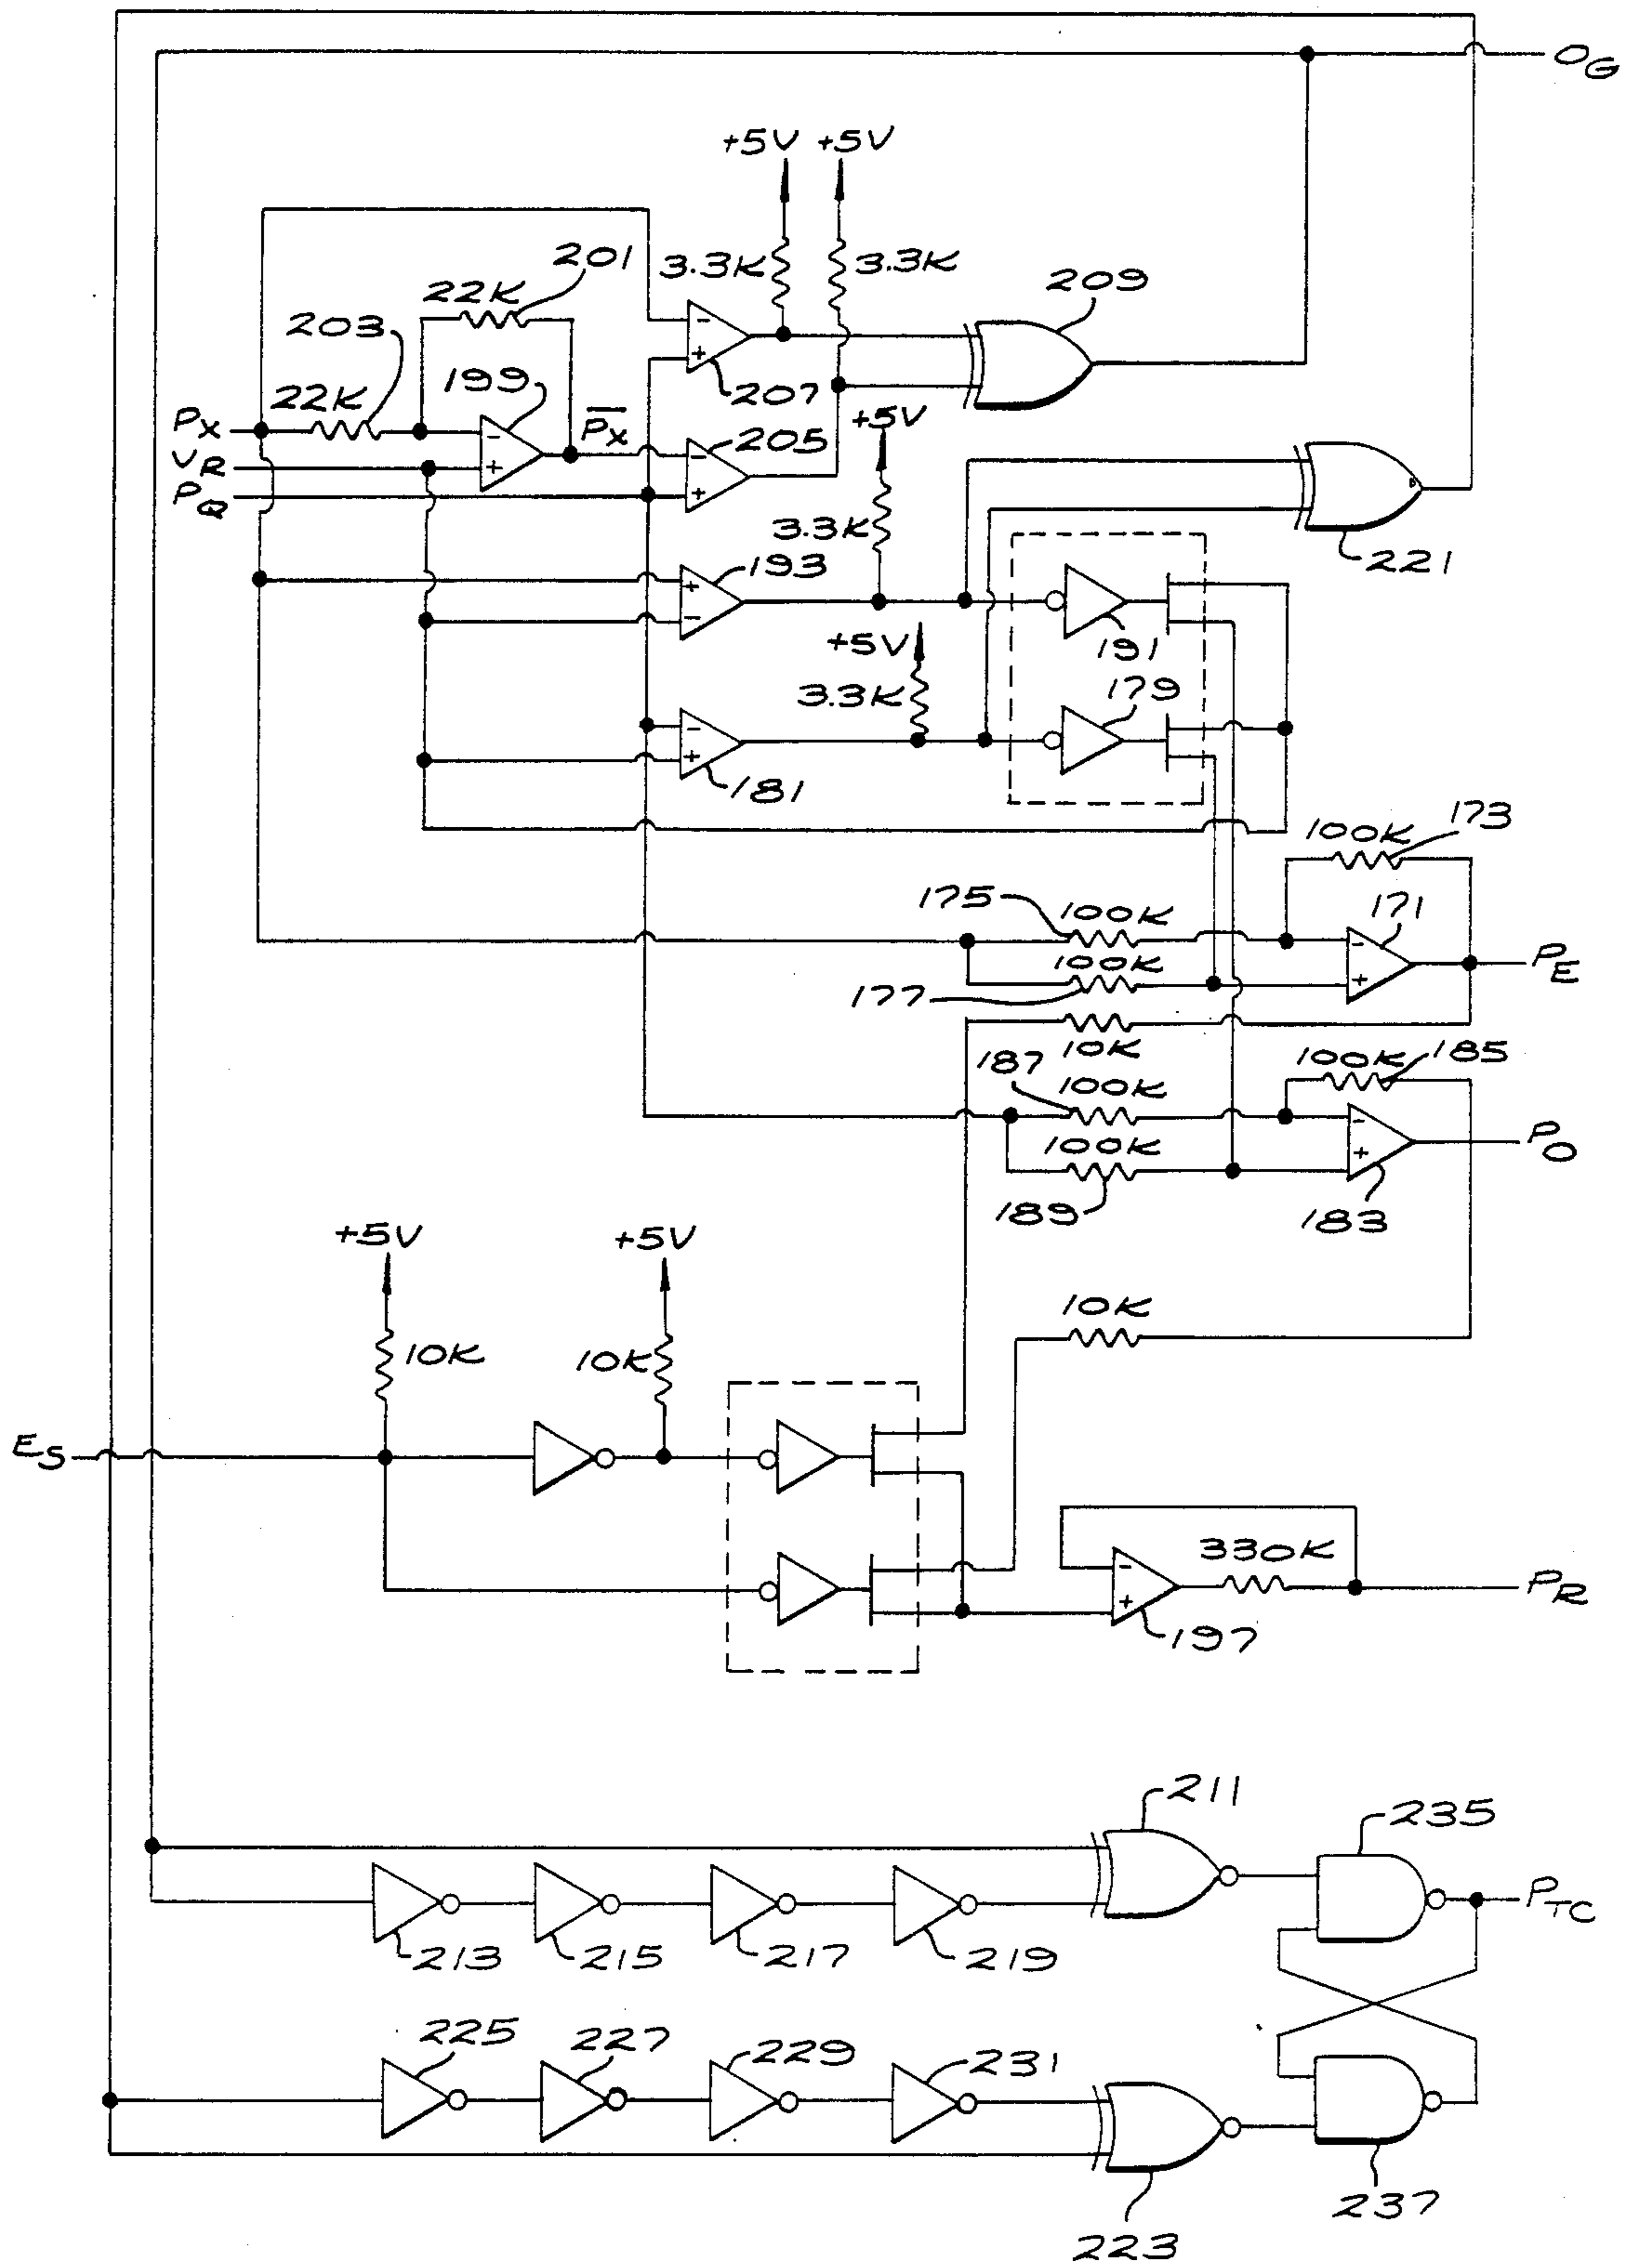 O_G
+5V +5V
201
3.3K 3.3K
209
22K
203
199
22K
207
P_X
P̅_X
+5V
V_R
205
P_Q
3.3K
221
193
191
+5V
3.3K
179
181
173
100K
175
100K
171
100K
P_E
177
10K
187
100K
185
100K
100K
P_O
189
183
+5V
+5V
10K
10K
10K
E_S
330K
P_R
197
211
235
P_TC
213
215
217
219
225
227
229
231
223
237
- + - + - + + - - + - + - + - +